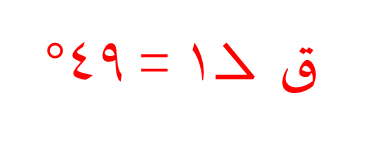 ق ∠١ = ٤٩°